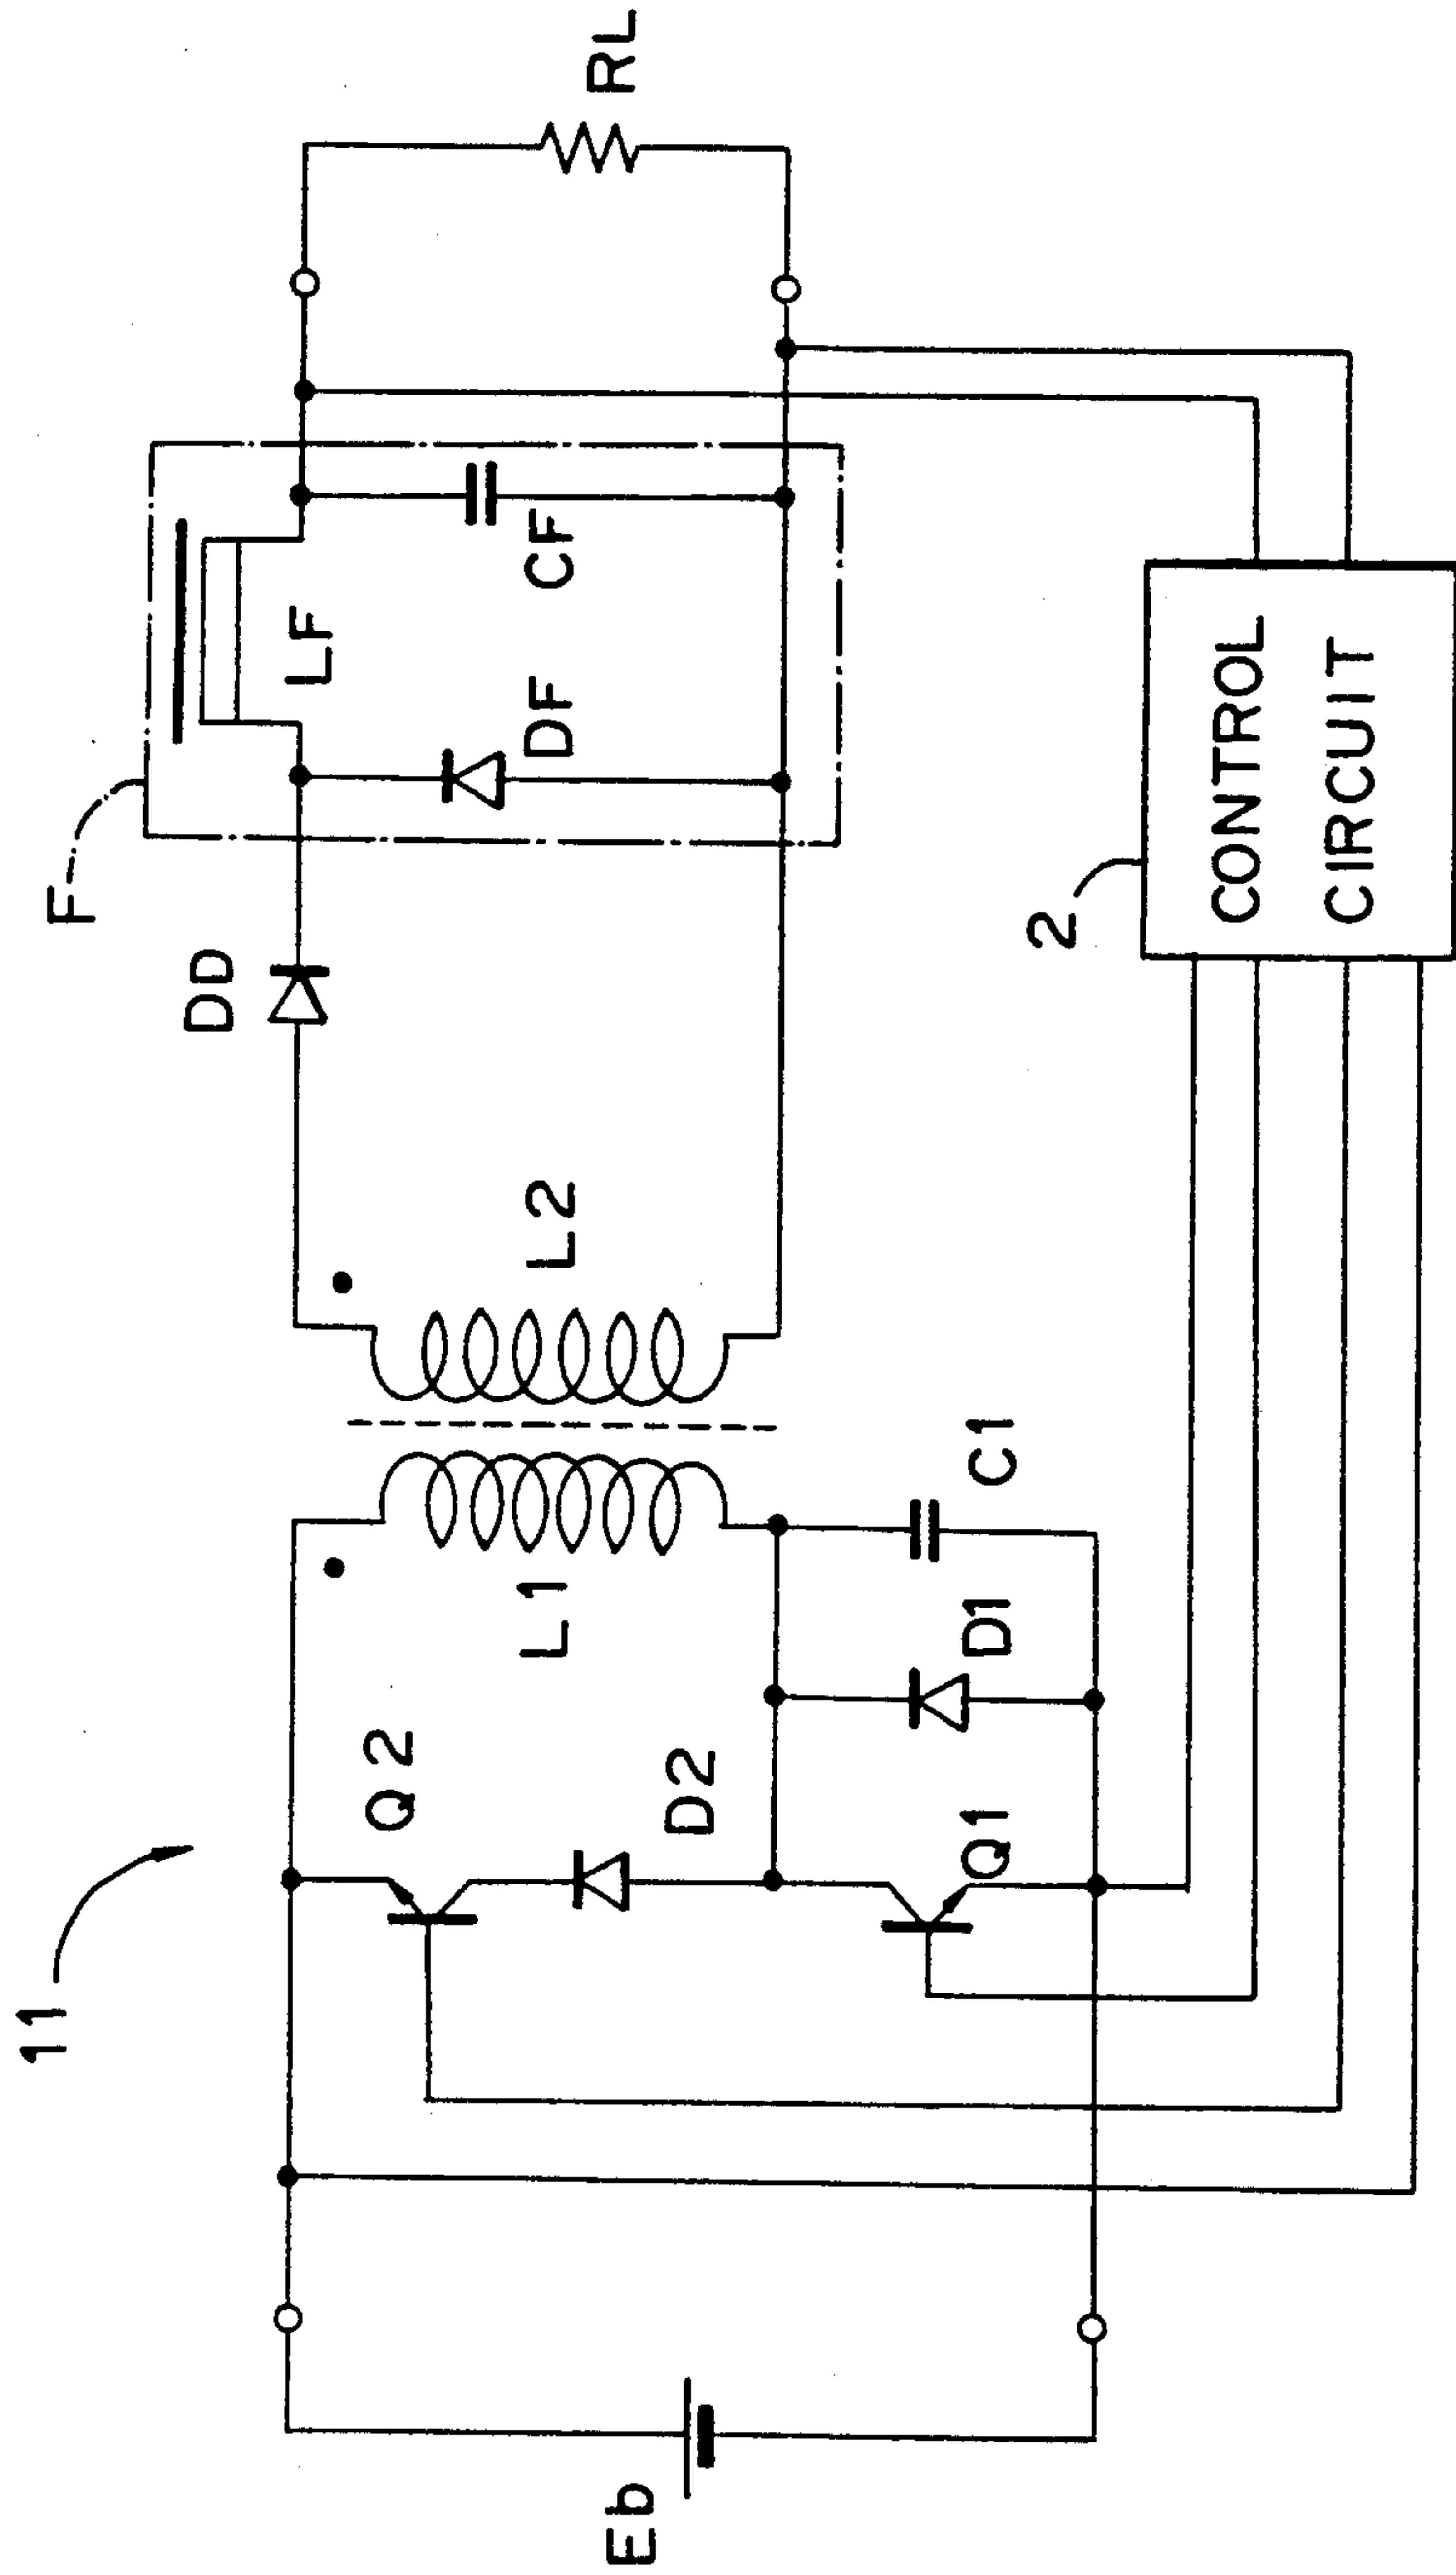 11
F
DD
LF
CF
DF
RL
Q2
L1
L2
D2
D1
C1
Q1
Eb
2
CONTROL
CIRCUIT